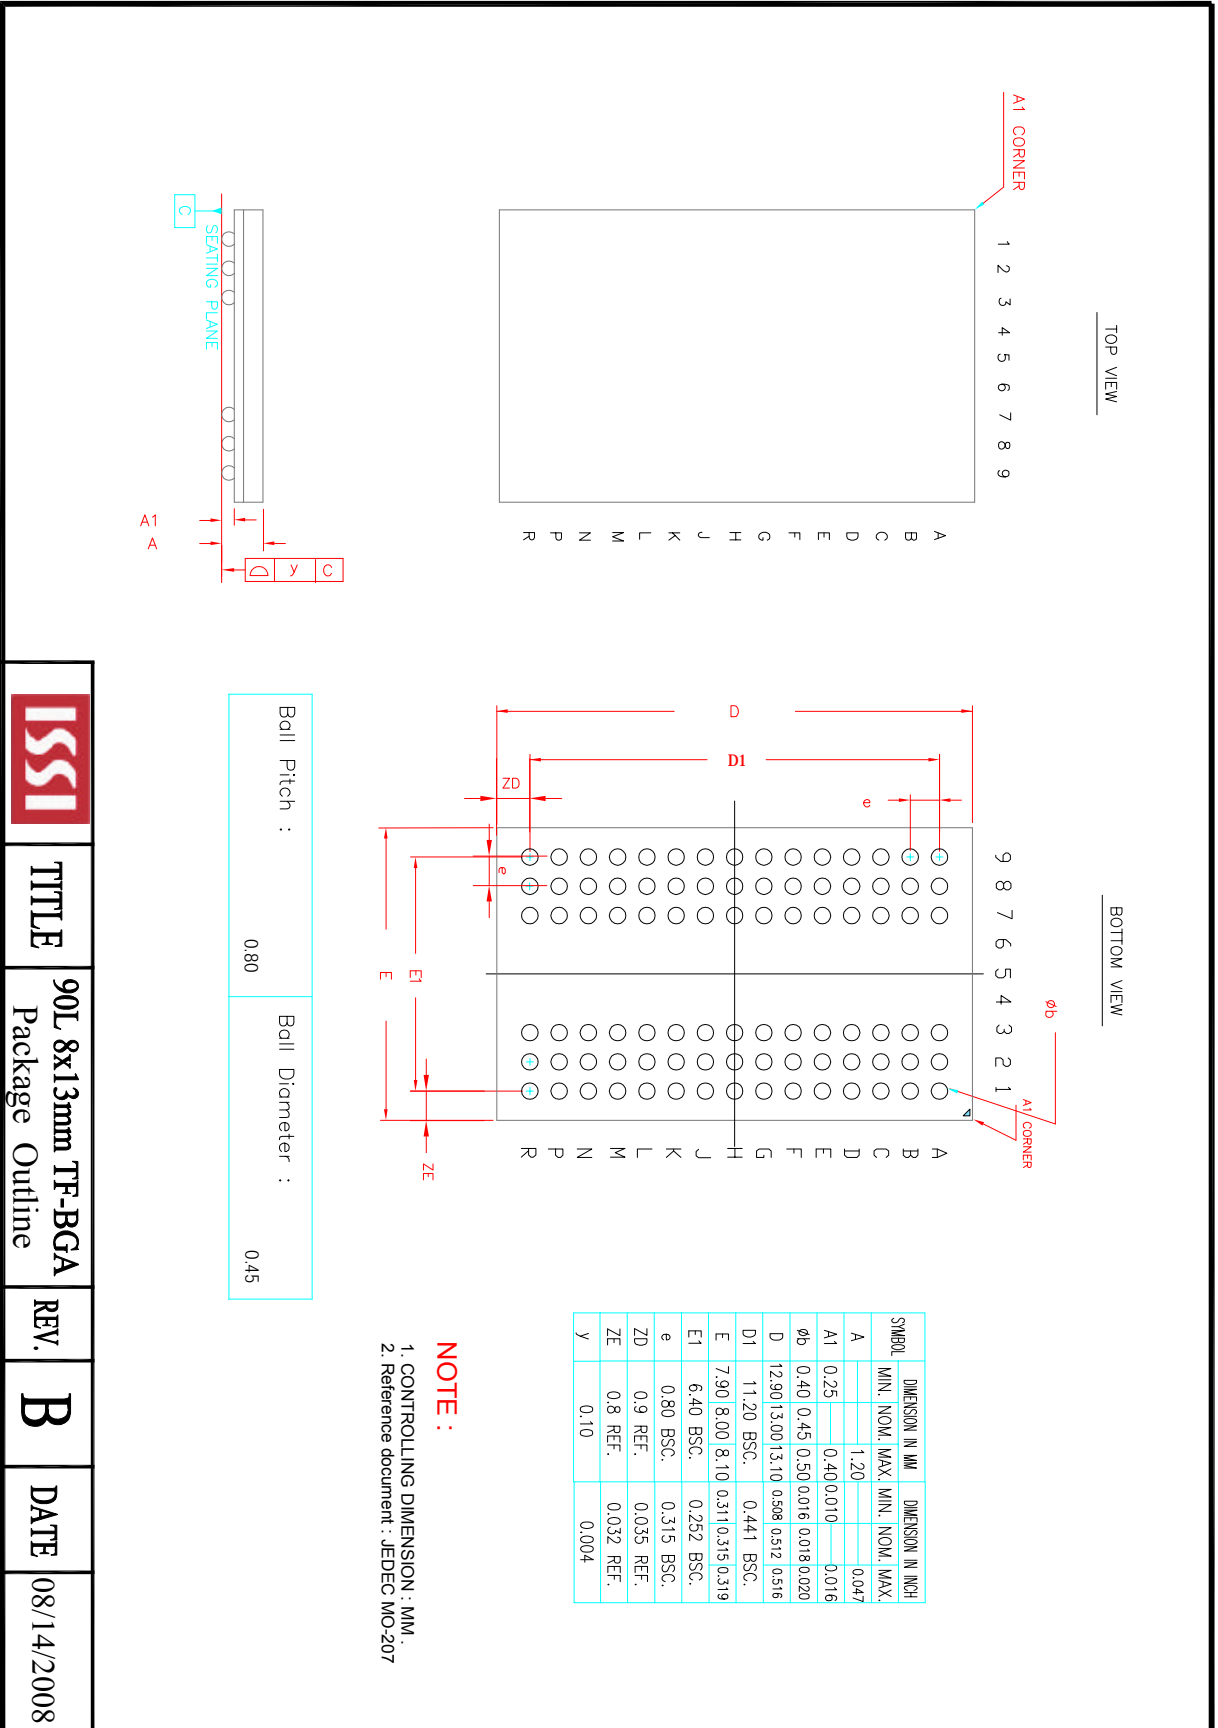 TOP VIEW
A1 CORNER
1 2 3 4 5 6 7 8 9
A
B
C
D
E
F
G
H
J
K
L
M
N
P
R
C
SEATING PLANE
A1
A
y C
BOTTOM VIEW
9 8 7 6 5 4 3 2 1
Øb
A1 CORNER
A
B
C
D
E
F
G
H
J
K
L
M
N
P
R
D
D1
e
ZD
e
E1
E
ZE
SYMBOL DIMENSION IN MM DIMENSION IN INCH
MIN. NOM. MAX. MIN. NOM. MAX.
A 1.20 0.047
A1 0.25 0.40 0.010 0.016
Øb 0.40 0.45 0.50 0.016 0.018 0.020
D 12.90 13.00 13.10 0.508 0.512 0.516
D1 11.20 BSC. 0.441 BSC.
E 7.90 8.00 8.10 0.311 0.315 0.319
E1 6.40 BSC. 0.252 BSC.
e 0.80 BSC. 0.315 BSC.
ZD 0.9 REF. 0.035 REF.
ZE 0.8 REF. 0.032 REF.
y 0.10 0.004
NOTE :
1. CONTROLLING DIMENSION : MM .
2. Reference document : JEDEC MO-207
Ball Pitch : 0.80
Ball Diameter : 0.45
ISSI
TITLE
90L 8x13mm TF-BGA
Package Outline
REV.
B
DATE
08/14/2008